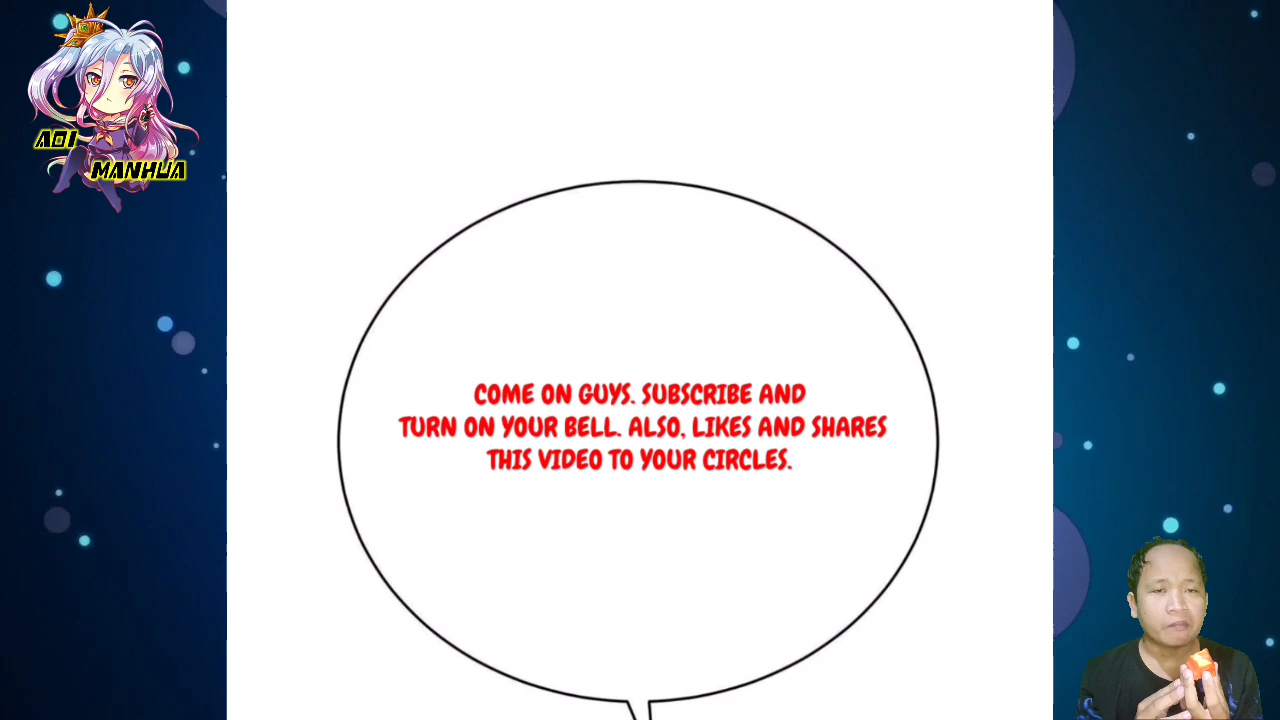 AOI
MANHUA
COME ON GUYS. SUBSCRIBE AND
TURN ON YOUR BELL. ALSO, LIKES AND SHARES
THIS VIDEO TO YOUR CIRCLES.